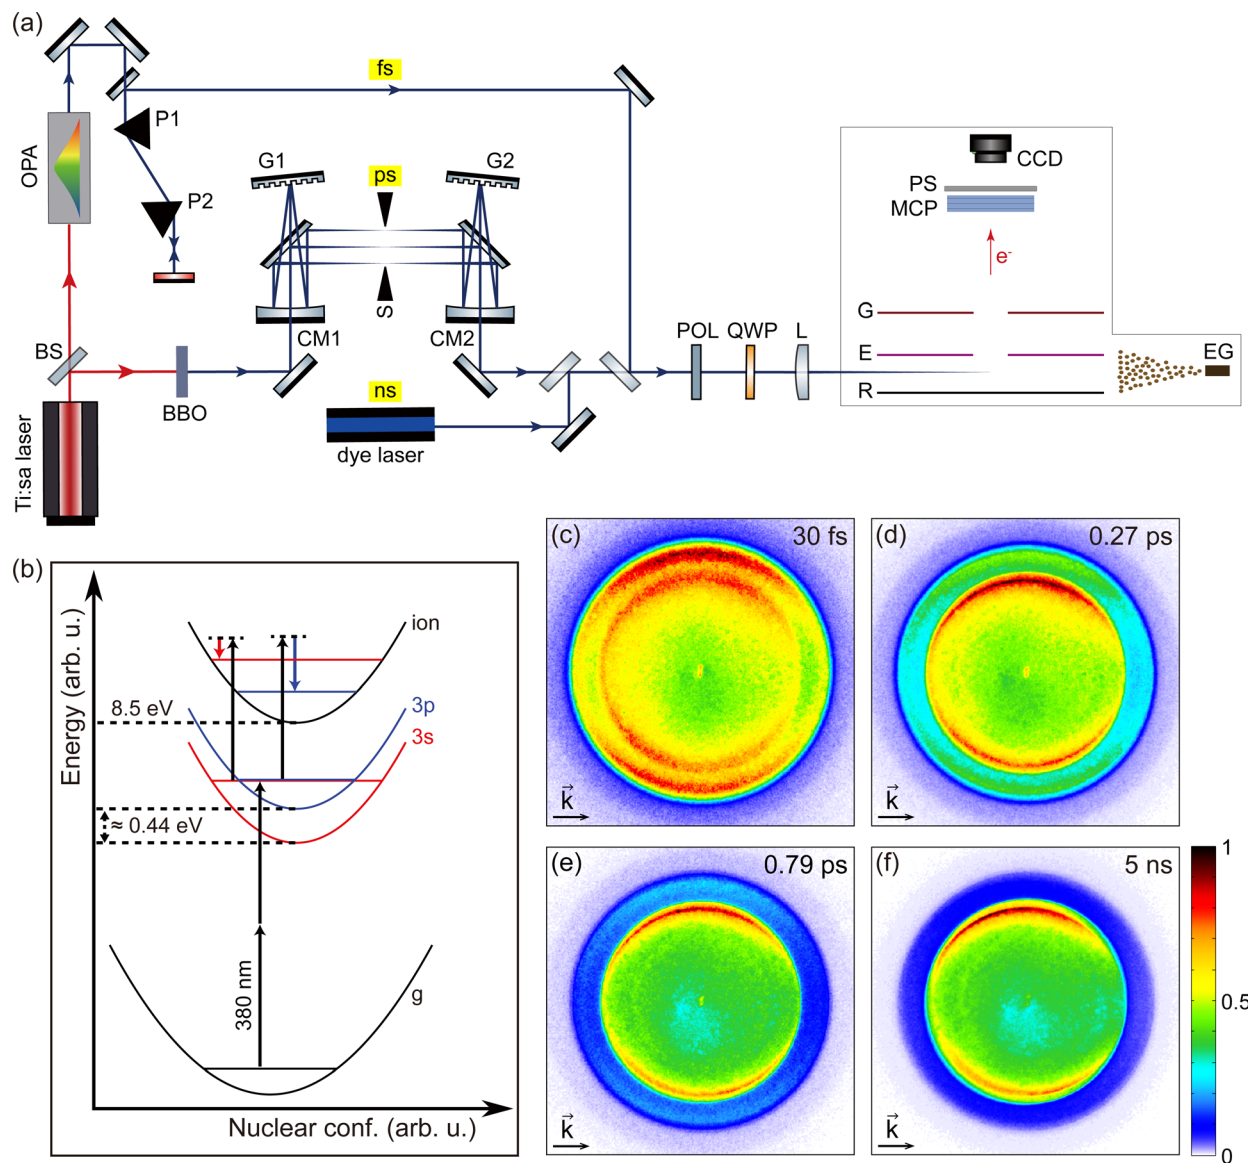 (a)
fs
P1
OPA
P2
G1
ps
G2
S
CM1
CM2
BS
BBO
ns
dye laser
Ti:sa laser
POL
QWP
L
CCD
PS
MCP
e-
G
E
R
EG
(b)
Energy (arb. u.)
ion
8.5 eV
3p
3s
≈ 0.44 eV
380 nm
g
Nuclear conf. (arb. u.)
(c)
30 fs
k
(d)
0.27 ps
k
(e)
0.79 ps
k
(f)
5 ns
k
1
0.5
0